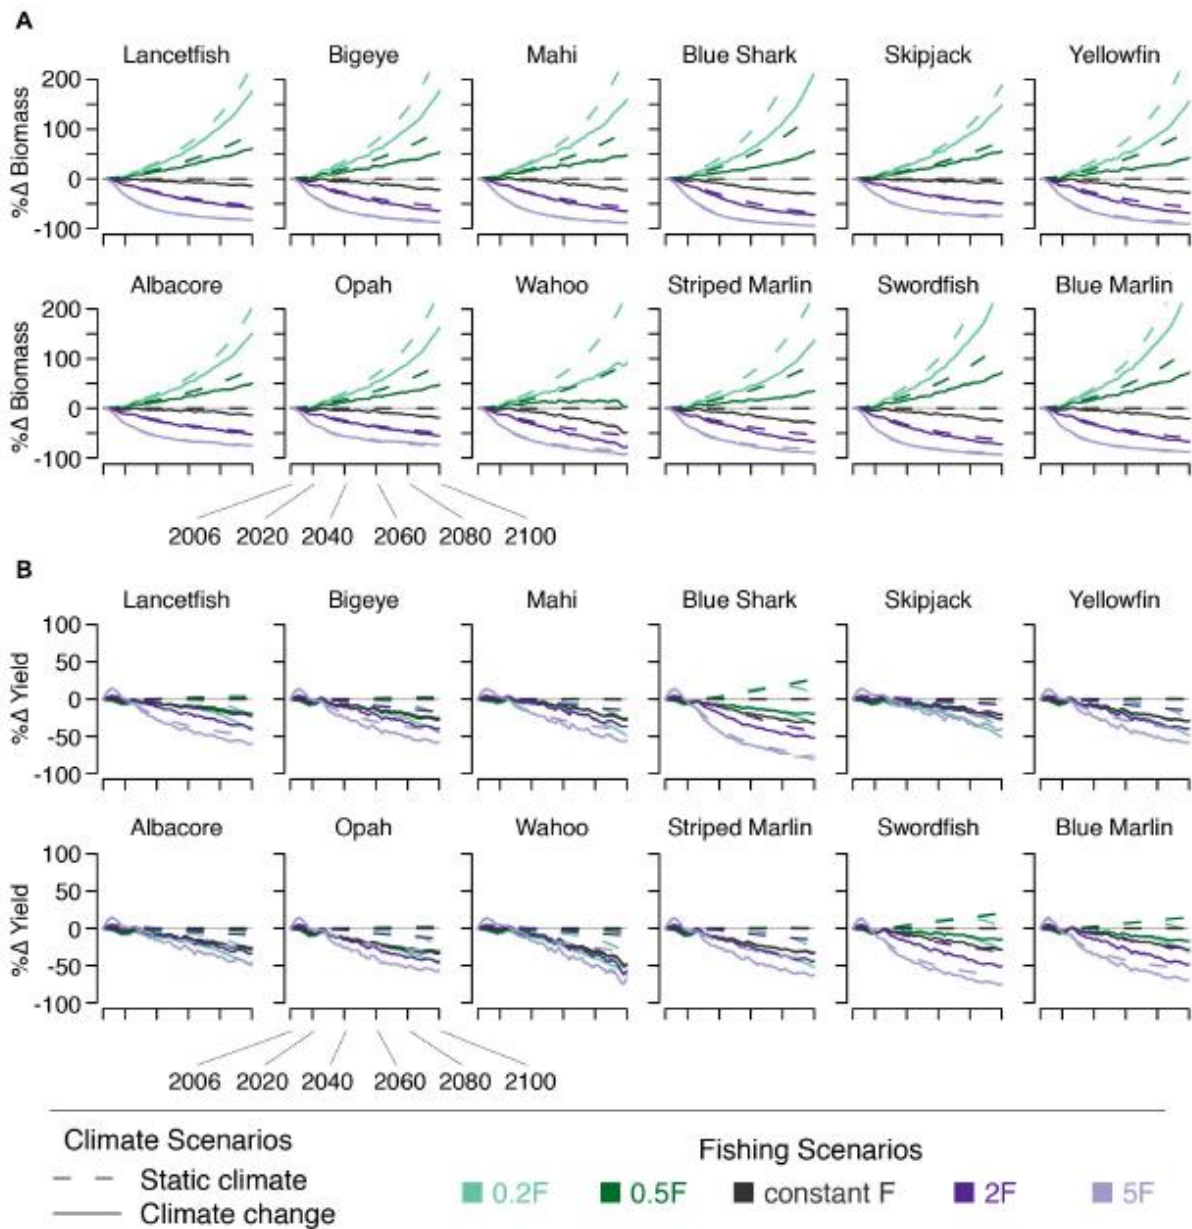 A
Lancetfish Bigeye Mahi Blue Shark Skipjack Yellowfin
%Δ Biomass
200
100
0
-100
Albacore Opah Wahoo Striped Marlin Swordfish Blue Marlin
%Δ Biomass
200
100
0
-100
2006 2020 2040 2060 2080 2100
B
Lancetfish Bigeye Mahi Blue Shark Skipjack Yellowfin
%Δ Yield
100
50
0
-50
-100
Albacore Opah Wahoo Striped Marlin Swordfish Blue Marlin
%Δ Yield
100
50
0
-50
-100
2006 2020 2040 2060 2080 2100
Climate Scenarios
Static climate
Climate change
Fishing Scenarios
0.2F 0.5F constant F 2F 5F